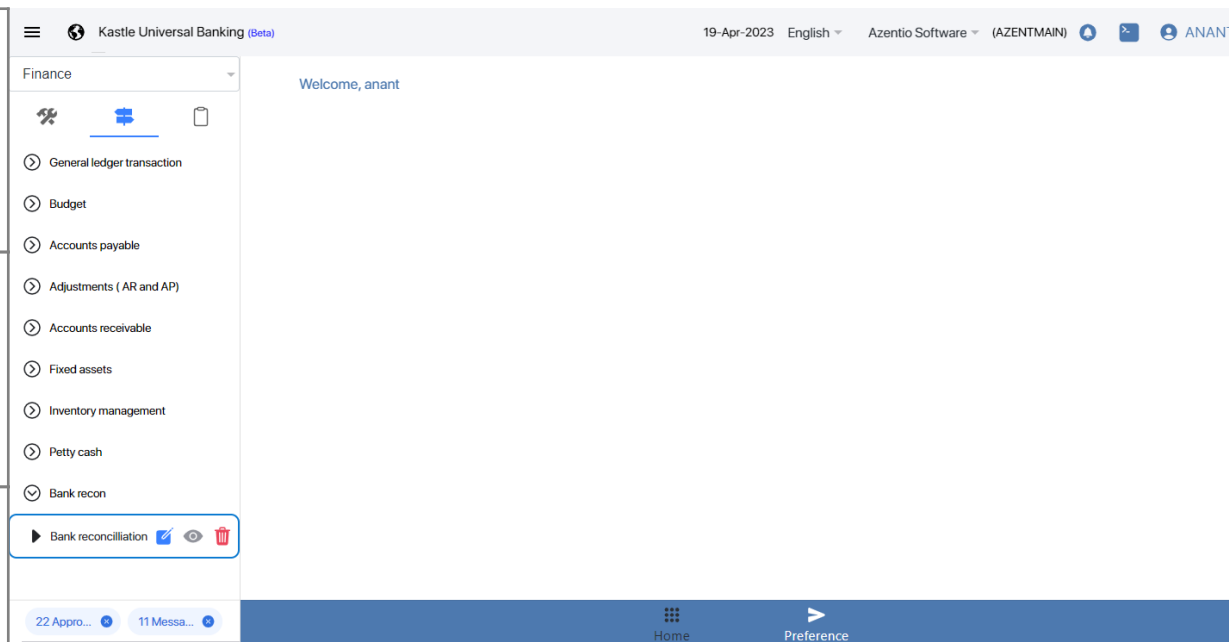 Kastle Universal Banking (Beta)
19-Apr-2023 English Azentio Software (AZENTMAIN) ANANT
Finance
Welcome, anant
General ledger transaction
Budget
Accounts payable
Adjustments ( AR and AP)
Accounts receivable
Fixed assets
Inventory management
Petty cash
Bank recon
Bank reconcilliation
22 Appro... 11 Messa...
Home Preference